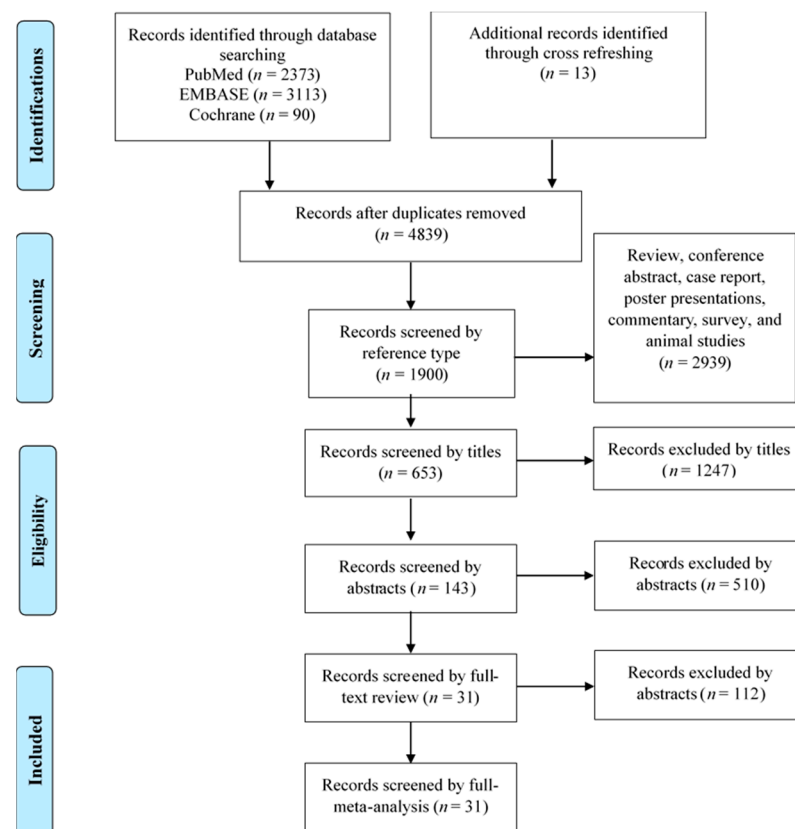 Identifications
Records identified through database
searching
PubMed (n = 2373)
EMBASE (n = 3113)
Cochrane (n = 90)
Additional records identified
through cross refreshing
(n = 13)
Records after duplicates removed
(n = 4839)
Screening
Records screened by
reference type
(n = 1900)
Review, conference
abstract, case report,
poster presentations,
commentary, survey, and
animal studies
(n = 2939)
Eligibility
Records screened by titles
(n = 653)
Records excluded by titles
(n = 1247)
Records screened by
abstracts (n = 143)
Records excluded by
abstracts (n = 510)
Included
Records screened by full-
text review (n = 31)
Records excluded by
abstracts (n = 112)
Records screened by full-
meta-analysis (n = 31)